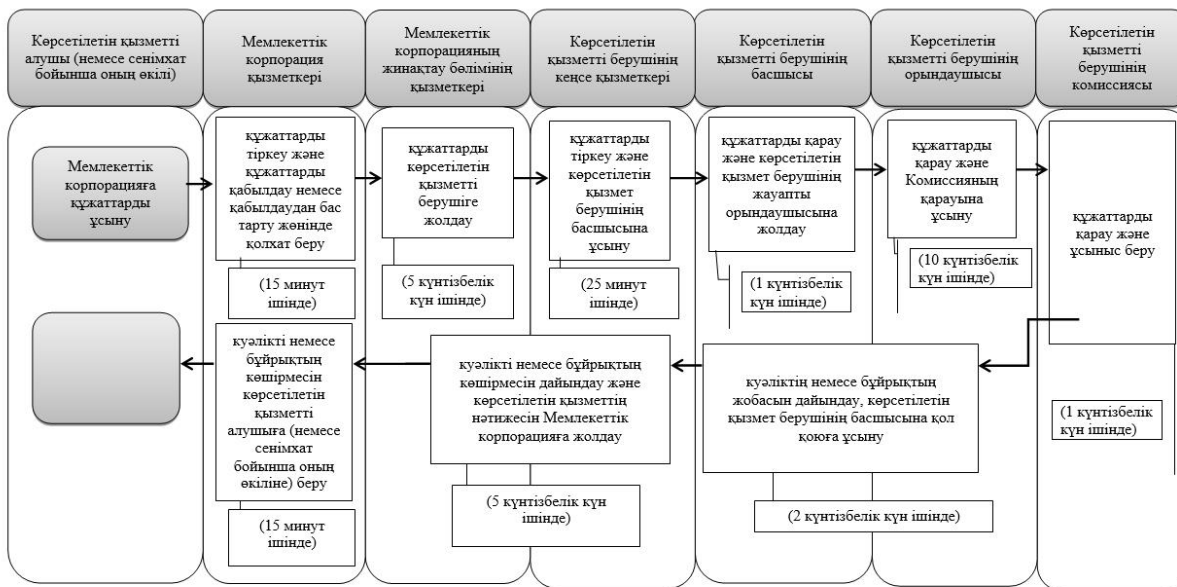 Көрсетілетін қызметті
алушы (немесе сенімхат
бойынша оның өкілі)
Мемлекеттік
корпорация
қызметкері
Мемлекеттік
корпорацияның
жинақтау бөлімінің
қызметкері
Көрсетілетін
қызметті берушінің
кеңсе қызметкері
Көрсетілетін
қызметті берушінің
басшысы
Көрсетілетін
қызметті берушінің
орындаушысы
Көрсетілетін
қызметті
берушінің
комиссиясы
Мемлекеттік
корпорацияға
құжаттарды
ұсыну
құжаттарды
тіркеу және
құжаттарды
қабылдау немесе
қабылдаудан бас
тарту жөнінде
қолхат беру
құжаттарды
көрсетілетін
қызметті
берушіге
жолдау
құжаттарды
тіркеу және
көрсетілетін
қызмет
берушінің
басшысына
ұсыну
құжаттарды қарау
және көрсетілетін
қызмет берушінің
жауапты
орындаушысына
жолдау
құжаттарды
қарау және
Комиссияның
қарауына
ұсыну
құжаттарды
қарау және
ұсыныс беру
(15 минут
ішінде)
(5 күнтізбелік
күн ішінде)
(25 минут
ішінде)
(1 күнтізбелік
күн ішінде)
(10 күнтізбелік
күн ішінде)
куәлікті немесе
бұйрықтың
көшірмесін
көрсетілетін
қызметті
алушыға (немесе
сенімхат
бойынша оның
өкіліне) беру
куәлікті немесе бұйрықтың
көшірмесін дайындау және
көрсетілетін қызметтің
нәтижесін Мемлекеттік
корпорацияға жолдау
куәліктің немесе бұйрықтың
жобасын дайындау, көрсетілетін
қызмет берушінің басшысына қол
қоюға ұсыну
(1 күнтізбелік
күн ішінде)
(15 минут
ішінде)
(5 күнтізбелік күн
ішінде)
(2 күнтізбелік күн ішінде)